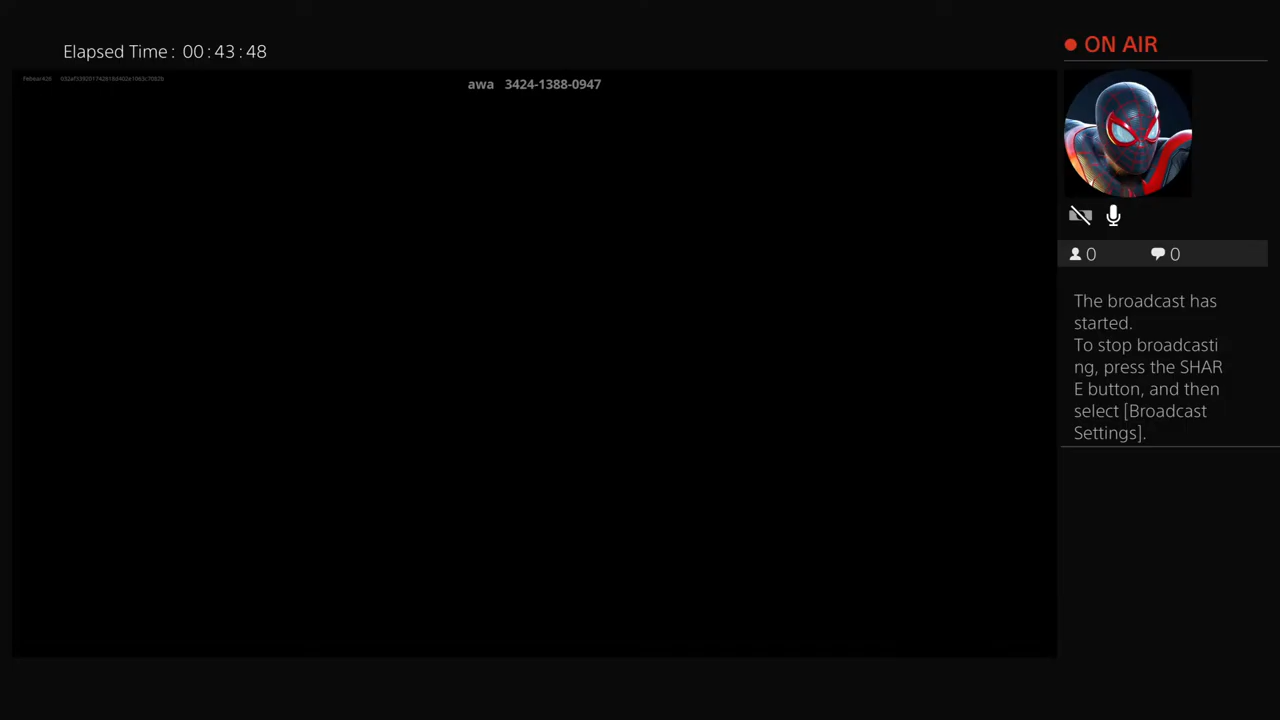 Elapsed Time: 00:43:48
ON AIR
awa 3424-1388-0947
0 0
The broadcast has
started.
To stop broadcasti
ng, press the SHAR
E button, and then
select [Broadcast
Settings].